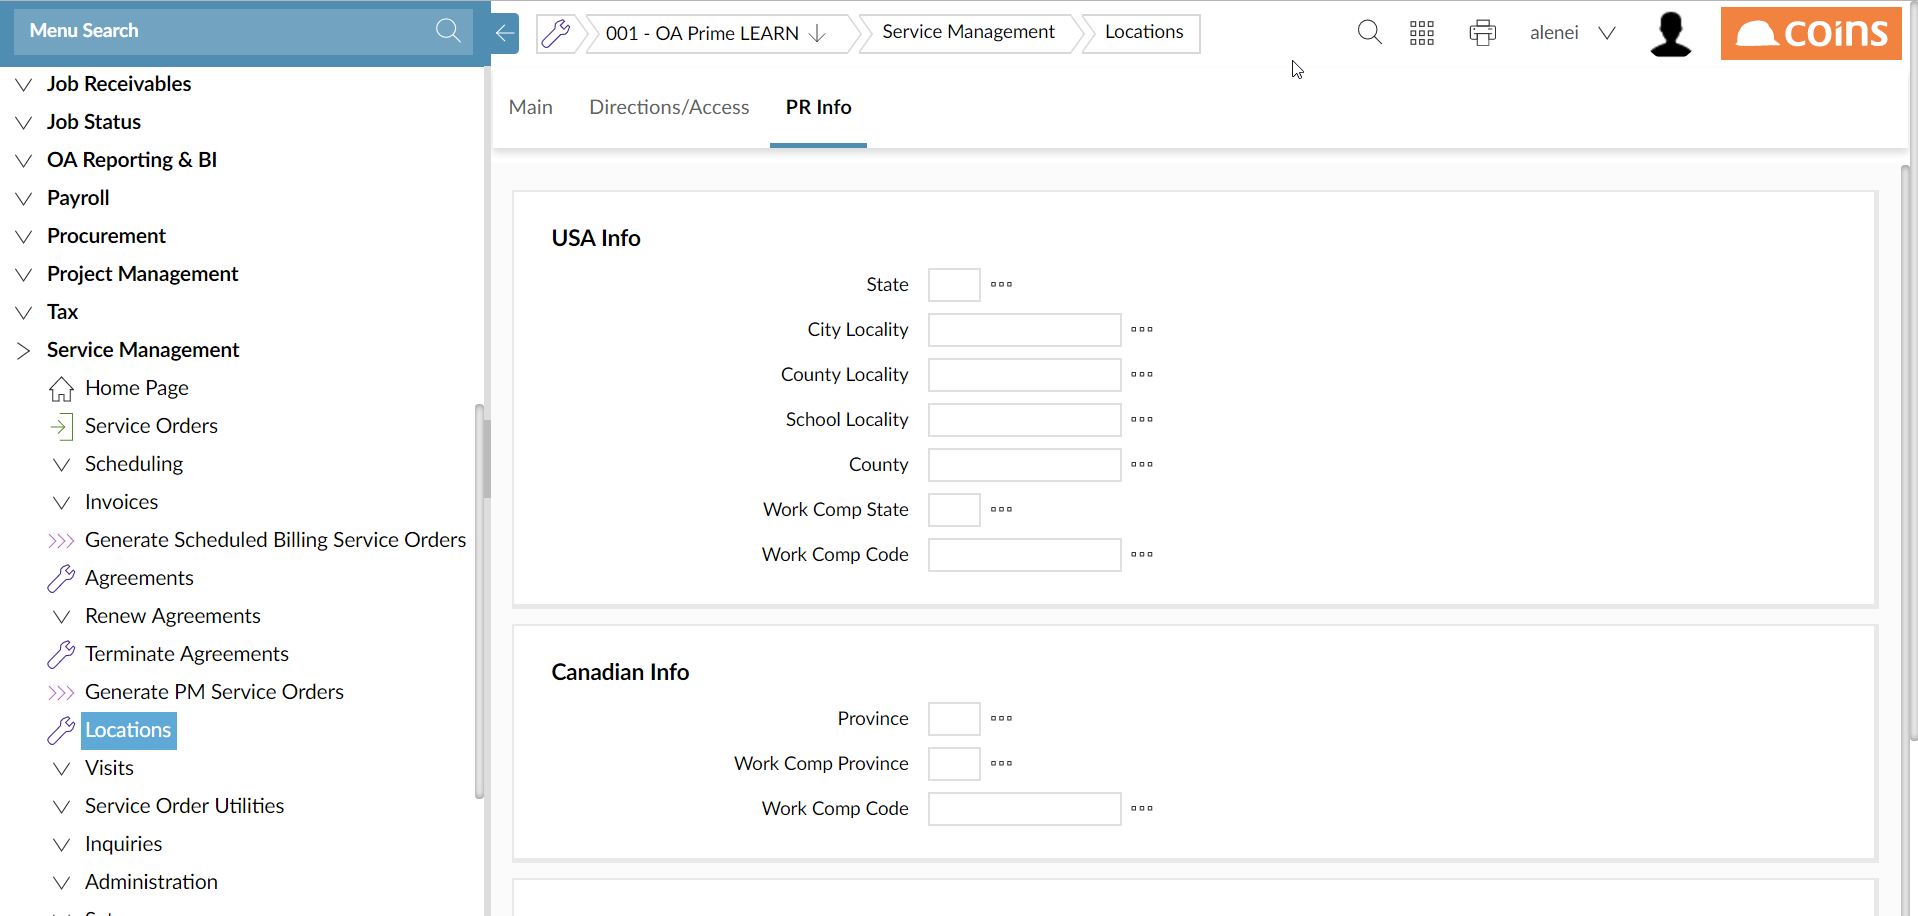 Menu Search
001 - OA Prime LEARN
Service Management
Locations
alenei
coins
Job Receivables
Job Status
OA Reporting & BI
Payroll
Procurement
Project Management
Tax
Service Management
Home Page
Service Orders
Scheduling
Invoices
Generate Scheduled Billing Service Orders
Agreements
Renew Agreements
Terminate Agreements
Generate PM Service Orders
Locations
Visits
Service Order Utilities
Inquiries
Administration
Main
Directions/Access
PR Info
USA Info
State
City Locality
County Locality
School Locality
County
Work Comp State
Work Comp Code
Canadian Info
Province
Work Comp Province
Work Comp Code